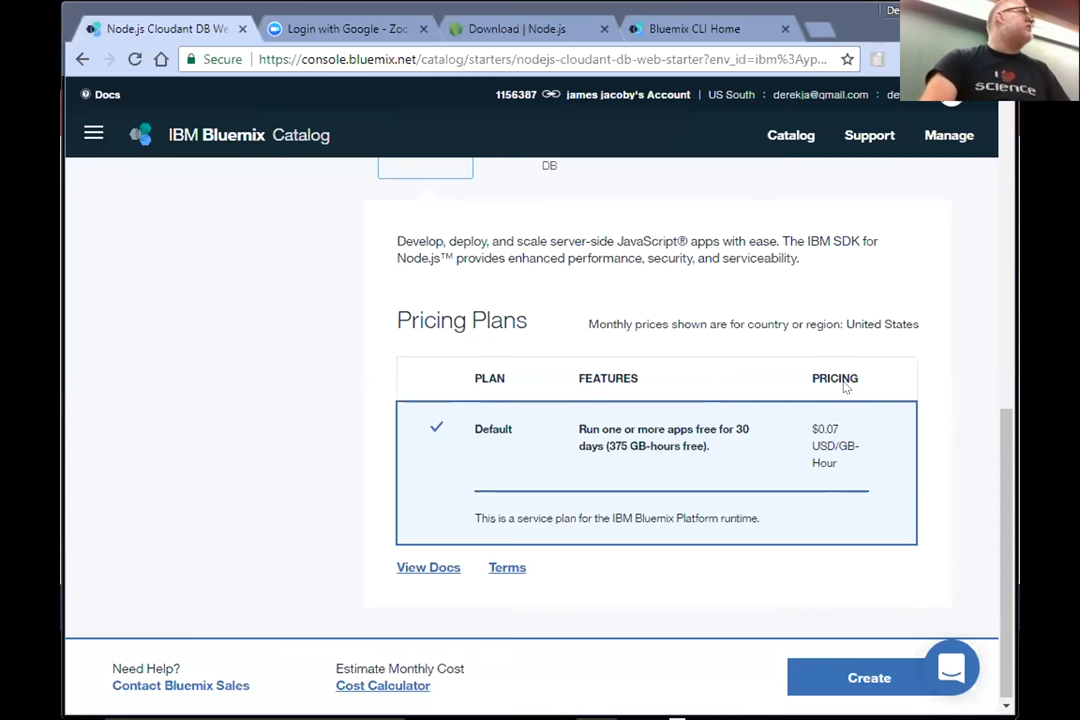 Node.js Cloudant DB We
Login with Google - Zoo
Download | Node.js
Bluemix CLI Home
De
Secure
https://console.bluemix.net/catalog/starters/nodejs-cloudant-db-web-starter?env_id=ibm%3Ayp...
Docs
1156387
james jacoby's Account | US South : derekja@gmail.com : de
IBM Bluemix Catalog
Catalog
Support
Manage
I
science
DB
Develop, deploy, and scale server-side JavaScript® apps with ease. The IBM SDK for
Node.js™ provides enhanced performance, security, and serviceability.
Pricing Plans
Monthly prices shown are for country or region: United States
PLAN
FEATURES
PRICING
Default
Run one or more apps free for 30
days (375 GB-hours free).
$0.07
USD/GB-
Hour
This is a service plan for the IBM Bluemix Platform runtime.
View Docs
Terms
Need Help?
Contact Bluemix Sales
Estimate Monthly Cost
Cost Calculator
Create